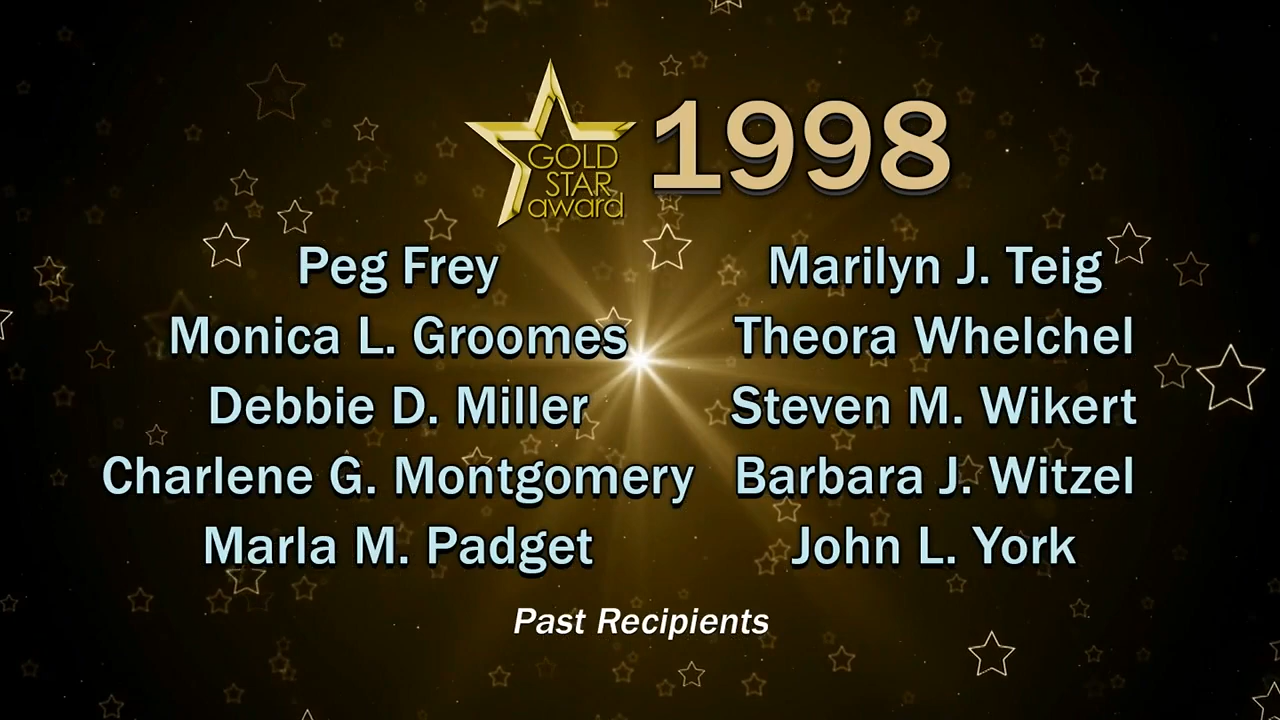 GOLD
STAR
award
1998
Peg Frey
Monica L. Groomes
Debbie D. Miller
Charlene G. Montgomery
Marla M. Padget
Marilyn J. Teig
Theora Whelchel
Steven M. Wikert
Barbara J. Witzel
John L. York
Past Recipients